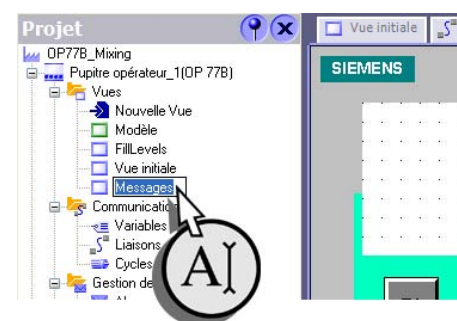 Projet
OP77B_Mixing
Pupitre opérateur_1(OP 77B)
Vues
Nouvelle Vue
Modèle
FillLevels
Vue initiale
Messages
Communication
Variables
Liaisons
Cycles
Gestion de
Vue initiale
SIEMENS
A